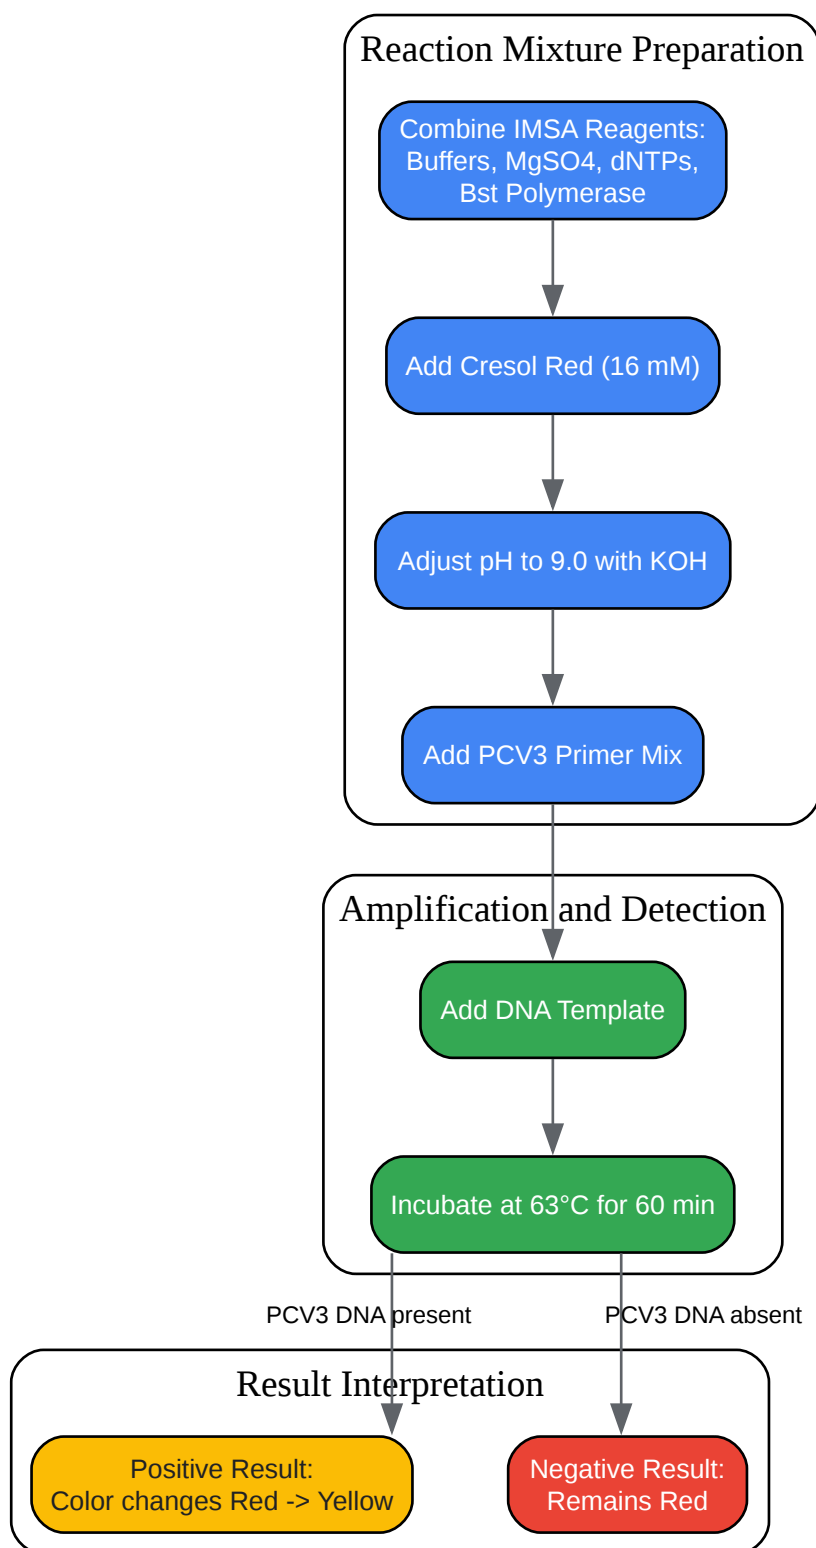 Reaction Mixture Preparation
Combine IMSA Reagents:
Buffers, MgSO4, dNTPs,
Bst Polymerase
Add Cresol Red (16 mM)
Adjust pH to 9.0 with KOH
Add PCV3 Primer Mix
Amplification and Detection
Add DNA Template
Incubate at 63°C for 60 min
PCV3 DNA present
PCV3 DNA absent
Result Interpretation
Positive Result:
Color changes Red -> Yellow
Negative Result:
Remains Red